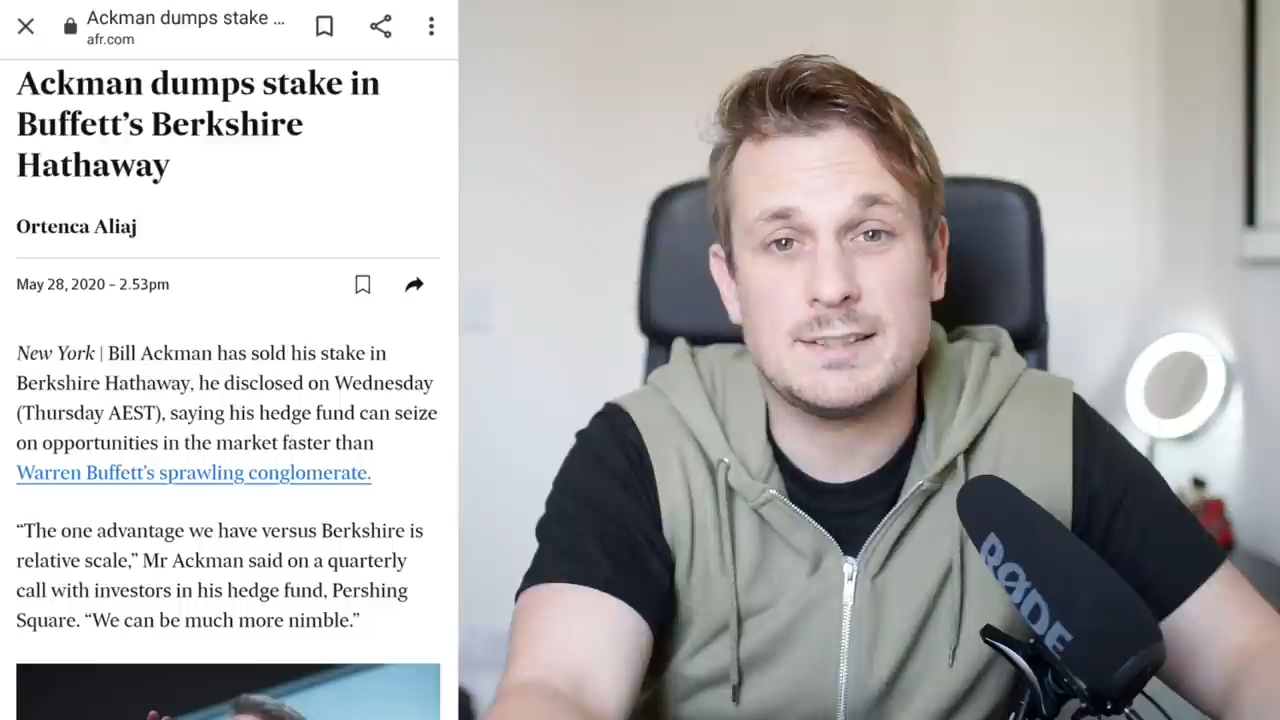 Ackman dumps stake ...
afr.com
Ackman dumps stake in
Buffett’s Berkshire
Hathaway
Ortenca Aliaj
May 28, 2020 – 2.53pm
New York | Bill Ackman has sold his stake in
Berkshire Hathaway, he disclosed on Wednesday
(Thursday AEST), saying his hedge fund can seize
on opportunities in the market faster than
Warren Buffett’s sprawling conglomerate.
“The one advantage we have versus Berkshire is
relative scale,” Mr Ackman said on a quarterly
call with investors in his hedge fund, Pershing
Square. “We can be much more nimble.”
RØDE